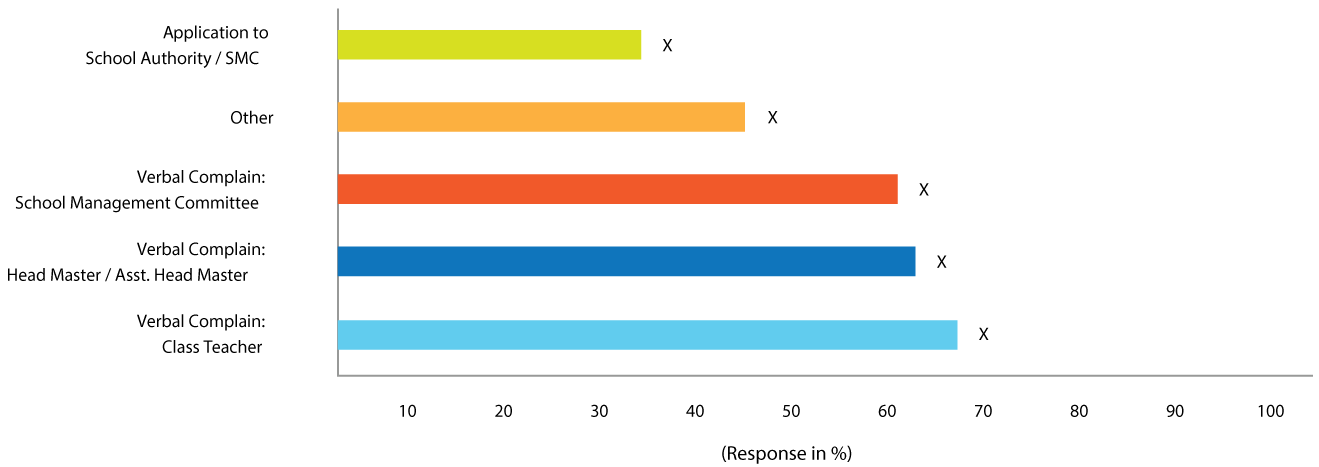 Application to
School Authority / SMC
X
Other
X
Verbal Complain:
School Management Committee
X
Verbal Complain:
Head Master / Asst. Head Master
X
Verbal Complain:
Class Teacher
X
10 20 30 40 50 60 70 80 90 100
(Response in %)